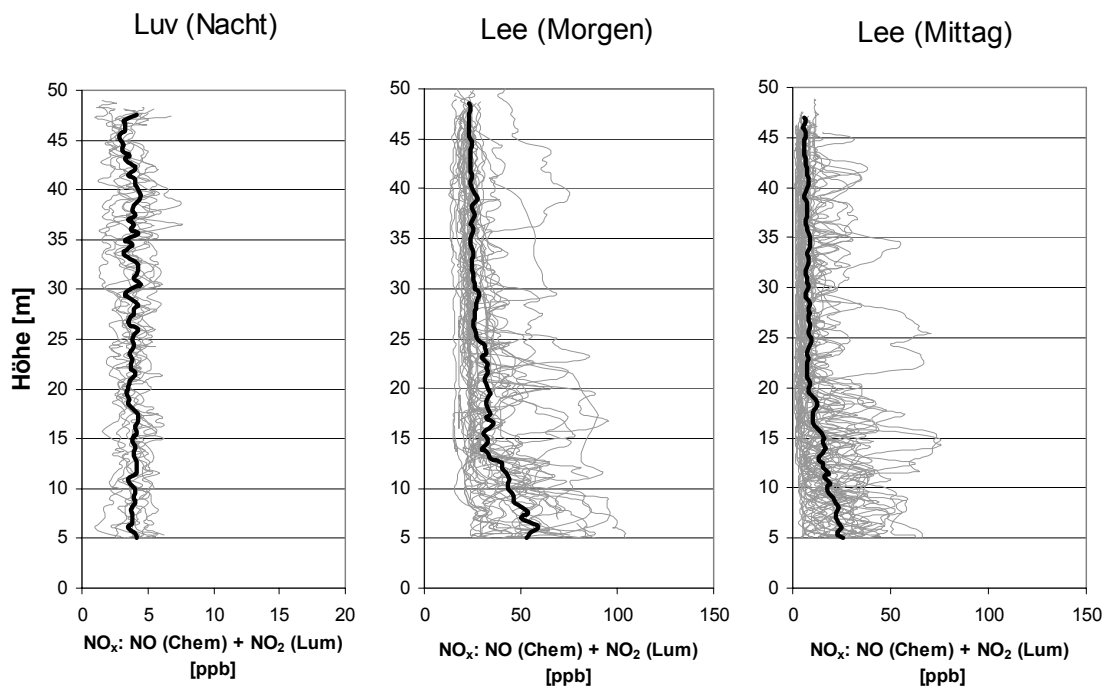 Luv (Nacht)
Lee (Morgen)
Lee (Mittag)
Höhe [m]
50
45
40
35
30
25
20
15
10
5
0
0 5 10 15 20
NOₓ: NO (Chem) + NO₂ (Lum)
[ppb]
50
45
40
35
30
25
20
15
10
5
0
0 50 100 150
NOₓ: NO (Chem) + NO₂ (Lum)
[ppb]
50
45
40
35
30
25
20
15
10
5
0
0 50 100 150
NOₓ: NO (Chem) + NO₂ (Lum)
[ppb]